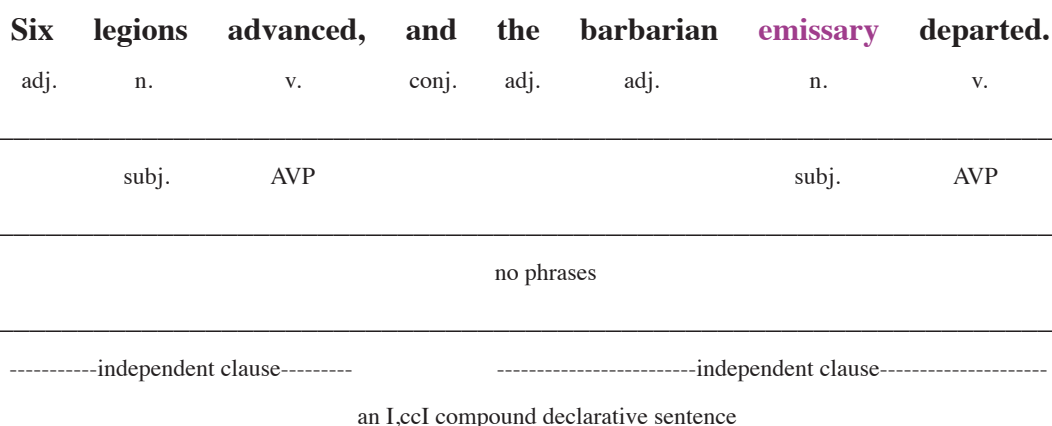 Six legions advanced, and the barbarian emissary departed.
adj. n. v. conj. adj. adj. n. v.
subj. AVP subj. AVP
no phrases
-----------independent clause--------- -------------------------independent clause---------------------
an I,ccI compound declarative sentence